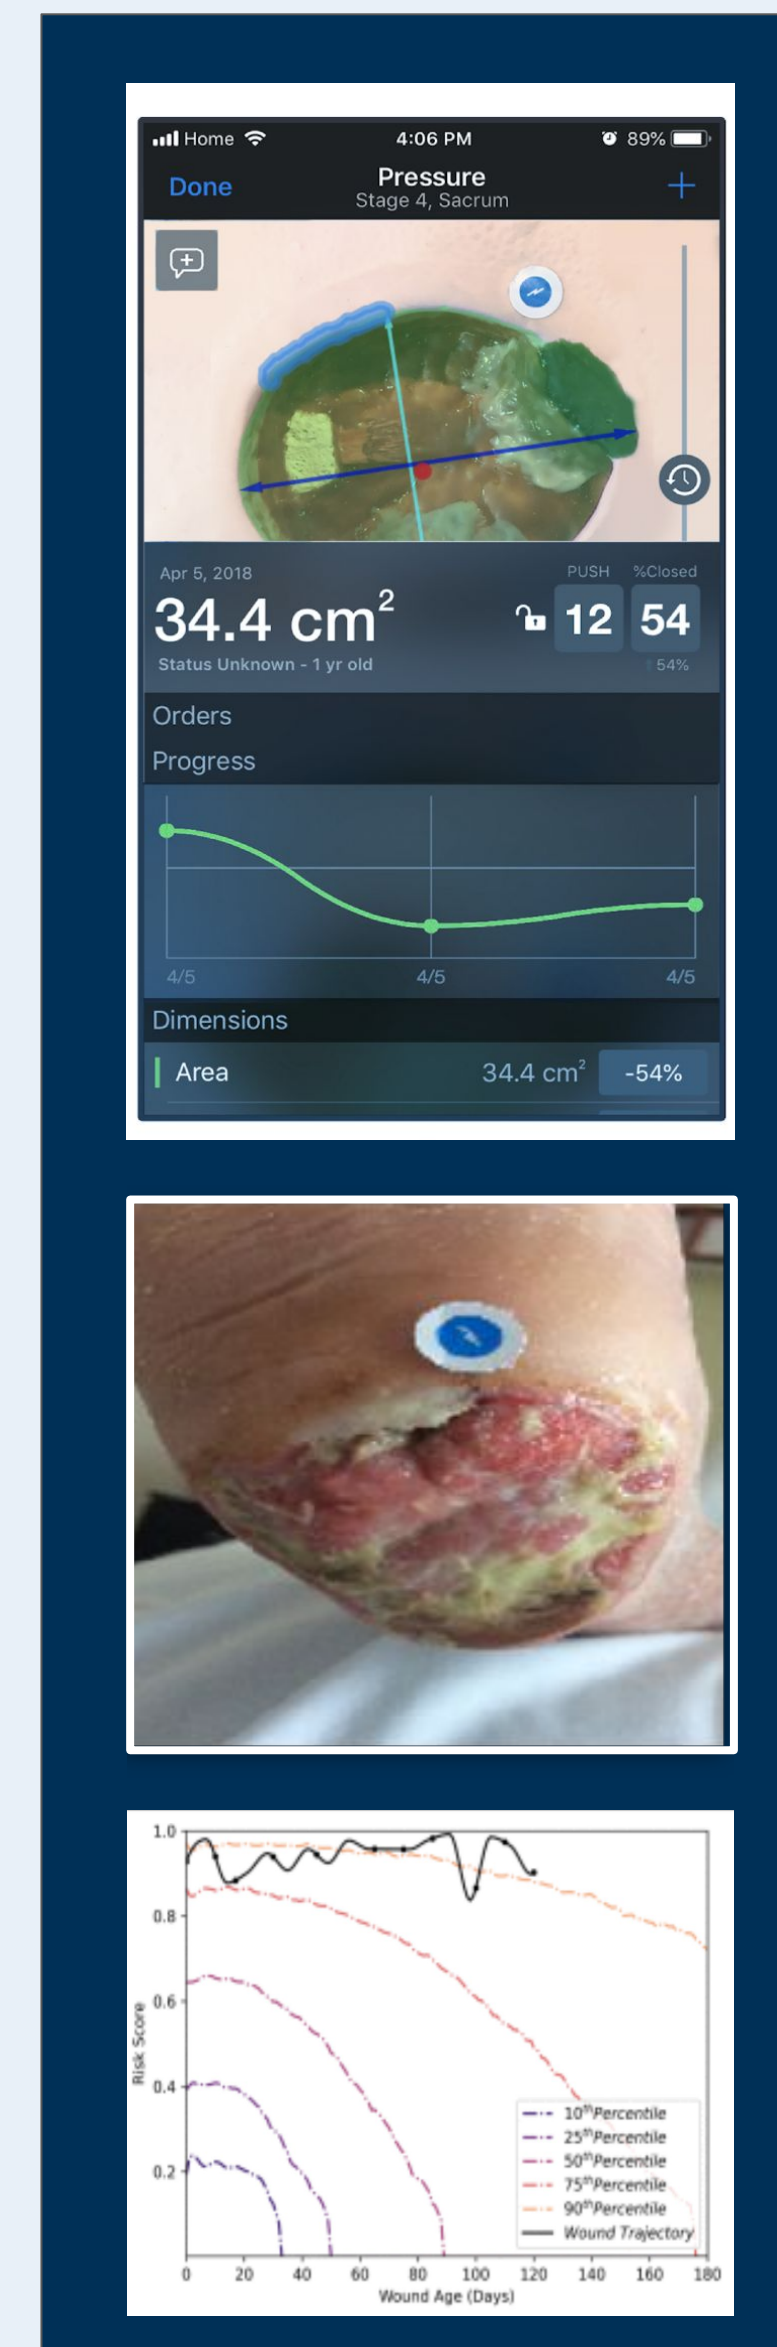 Home 4:06 PM 89%
Done Pressure +
Stage 4, Sacrum
Apr 5, 2018 PUSH %Closed
34.4 cm² 12 54
Status Unknown - 1 yr old 54%
Orders
Progress
4/5 4/5 4/5
Dimensions
Area 34.4 cm² -54%
1.0
0.8
0.6
0.4
0.2
Risk Score
10thPercentile
25thPercentile
50thPercentile
75thPercentile
90thPercentile
Wound Trajectory
0 20 40 60 80 100 120 140 160 180
Wound Age (Days)